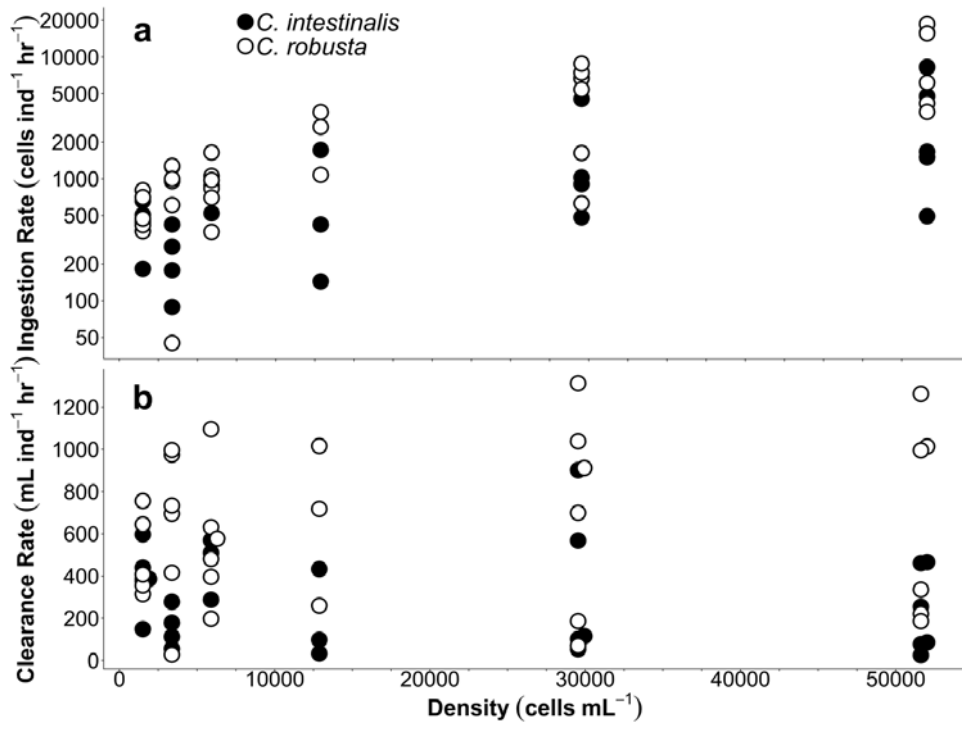 a
C. intestinalis
C. robusta
Ingestion Rate (cells ind⁻¹ hr⁻¹)
20000
10000
5000
2000
1000
500
200
100
50
b
Clearance Rate (mL ind⁻¹ hr⁻¹)
1200
1000
800
600
400
200
0
0 10000 20000 30000 40000 50000
Density (cells mL⁻¹)